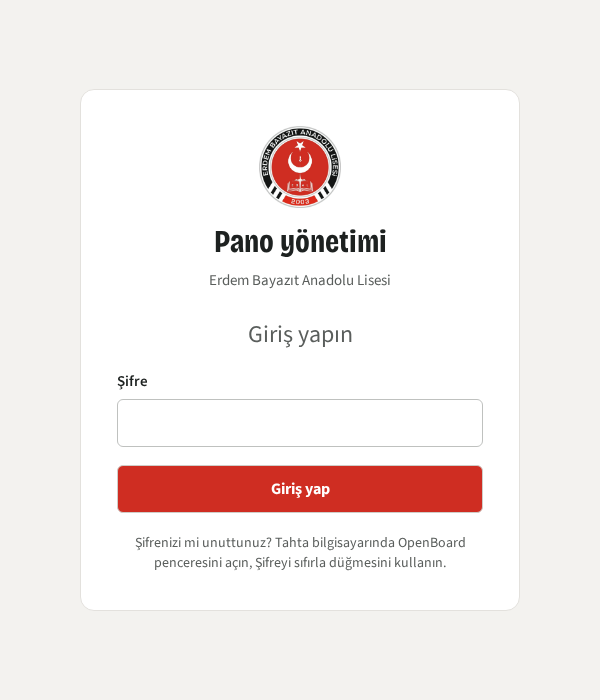 ERDEM BAYAZIT ANADOLU LİSESİ
2003
Pano yönetimi
Erdem Bayazıt Anadolu Lisesi
Giriş yapın
Şifre
Giriş yap
Şifrenizi mi unuttunuz? Tahta bilgisayarında OpenBoard
penceresini açın, Şifreyi sıfırla düğmesini kullanın.